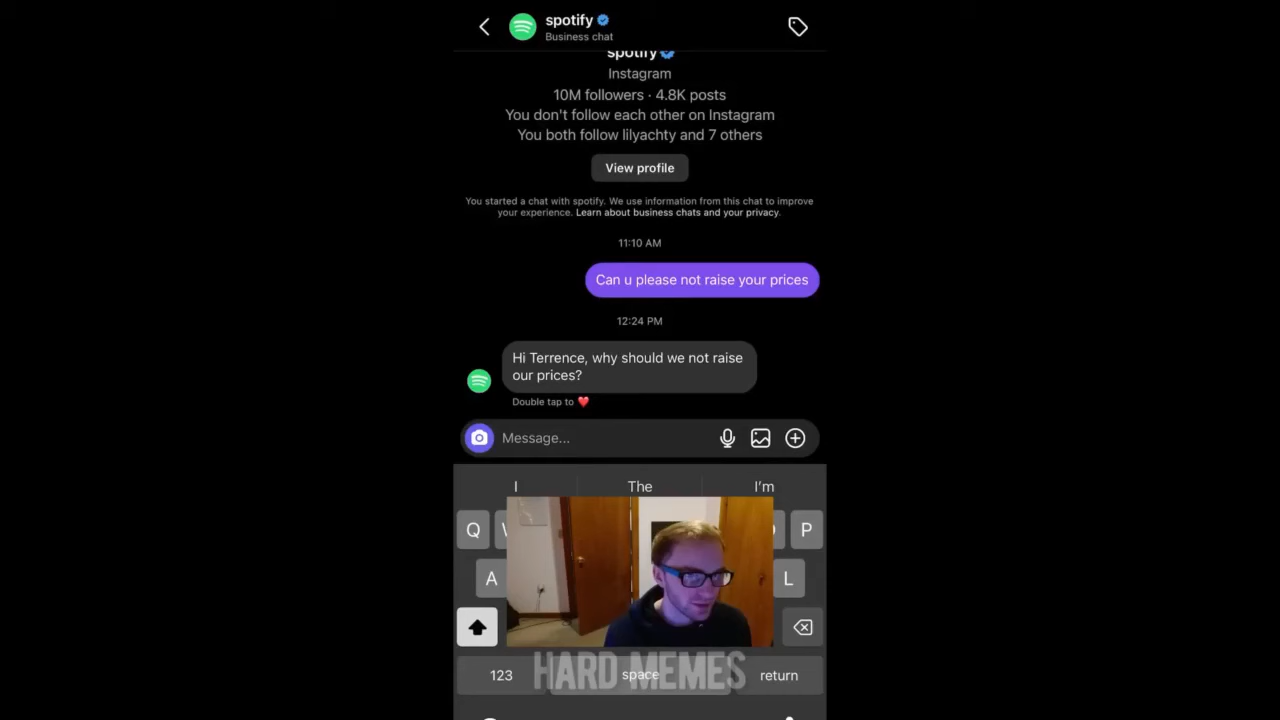 spotify
Business chat
spotify
Instagram
10M followers · 4.8K posts
You don't follow each other on Instagram
You both follow lilyachty and 7 others
View profile
You started a chat with spotify. We use information from this chat to improve
your experience. Learn about business chats and your privacy.
11:10 AM
Can u please not raise your prices
12:24 PM
Hi Terrence, why should we not raise
our prices?
Double tap to ❤️
Message...
I The I'm
Q P
A L
HARD MEMES
123 space return